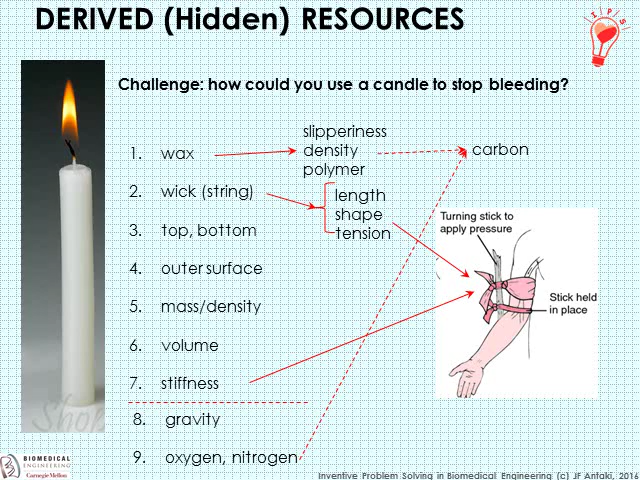 DERIVED (Hidden) RESOURCES
I P S
Challenge: how could you use a candle to stop bleeding?
1. wax
slipperiness
density
polymer
carbon
2. wick (string)
length
shape
tension
3. top, bottom
4. outer surface
5. mass/density
6. volume
7. stiffness
8. gravity
9. oxygen, nitrogen
Turning stick to
apply pressure
Stick held
in place
BIOMEDICAL
ENGINEERING
Carnegie Mellon
Inventive Problem Solving in Biomedical Engineering (c) JF Antaki, 2016